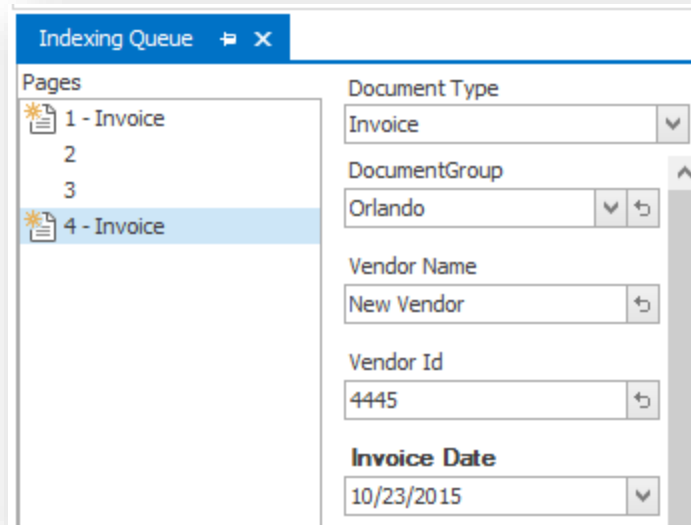 Indexing Queue
Pages
1 - Invoice
2
3
4 - Invoice
Document Type
Invoice
DocumentGroup
Orlando
Vendor Name
New Vendor
Vendor Id
4445
Invoice Date
10/23/2015